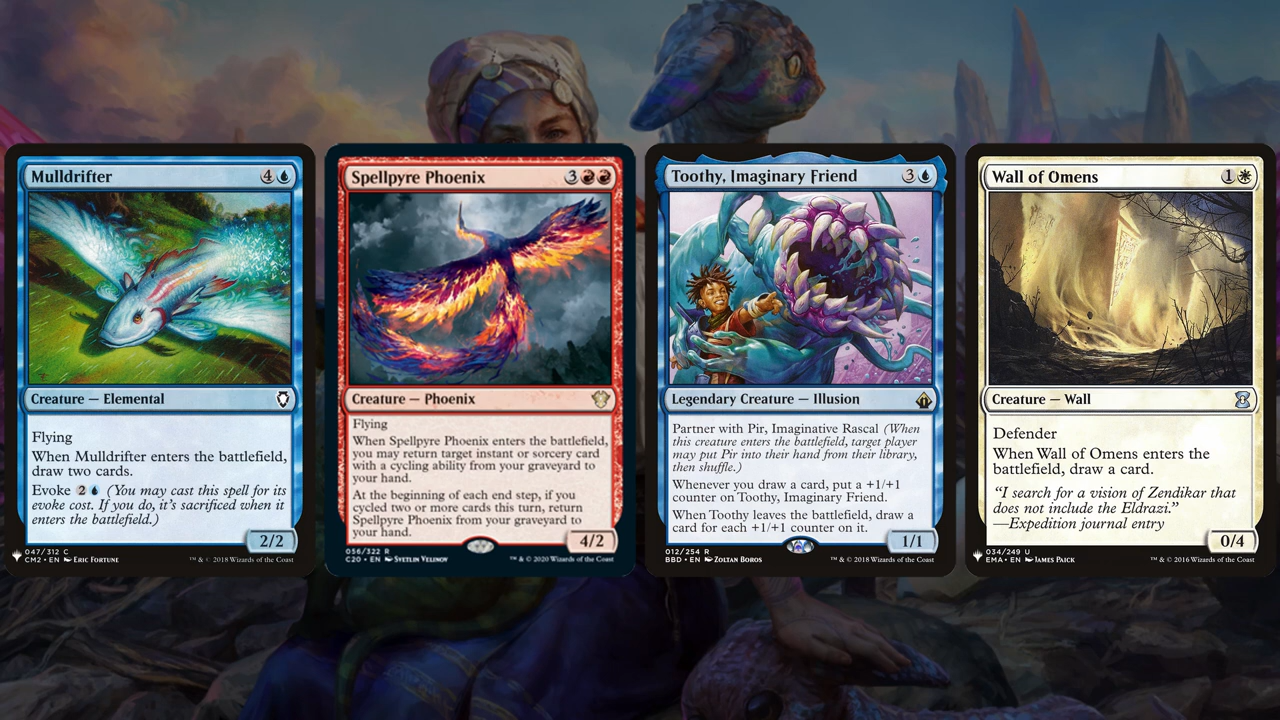 Mulldrifter 4
Creature — Elemental
Flying
When Mulldrifter enters the battlefield,
draw two cards.
Evoke 2 (You may cast this spell for its
evoke cost. If you do, it's sacrificed when it
enters the battlefield.)
2/2
047/312 C
CM2 • EN ERIC FORTUNE
™ & © 2018 Wizards of the Coast
Spellpyre Phoenix 3
Creature — Phoenix
Flying
When Spellpyre Phoenix enters the battlefield,
you may return target instant or sorcery card
with a cycling ability from your graveyard to
your hand.
At the beginning of each end step, if you
cycled two or more cards this turn, return
Spellpyre Phoenix from your graveyard to
your hand.
4/2
056/322 R
C20 • EN SVETLIN VELINOV
™ & © 2020 Wizards of the Coast
Toothy, Imaginary Friend 3
Legendary Creature — Illusion
Partner with Pir, Imaginative Rascal (When
this creature enters the battlefield, target player
may put Pir into their hand from their library,
then shuffle.)
Whenever you draw a card, put a +1/+1
counter on Toothy, Imaginary Friend.
When Toothy leaves the battlefield, draw a
card for each +1/+1 counter on it.
1/1
012/254 R
BBD • EN ZOLTAN BOROS
™ & © 2018 Wizards of the Coast
Wall of Omens 1
Creature — Wall
Defender
When Wall of Omens enters the
battlefield, draw a card.
“I search for a vision of Zendikar that
does not include the Eldrazi.”
—Expedition journal entry
0/4
034/249 U
EMA • EN JAMES PAICK
™ & © 2016 Wizards of the Coast